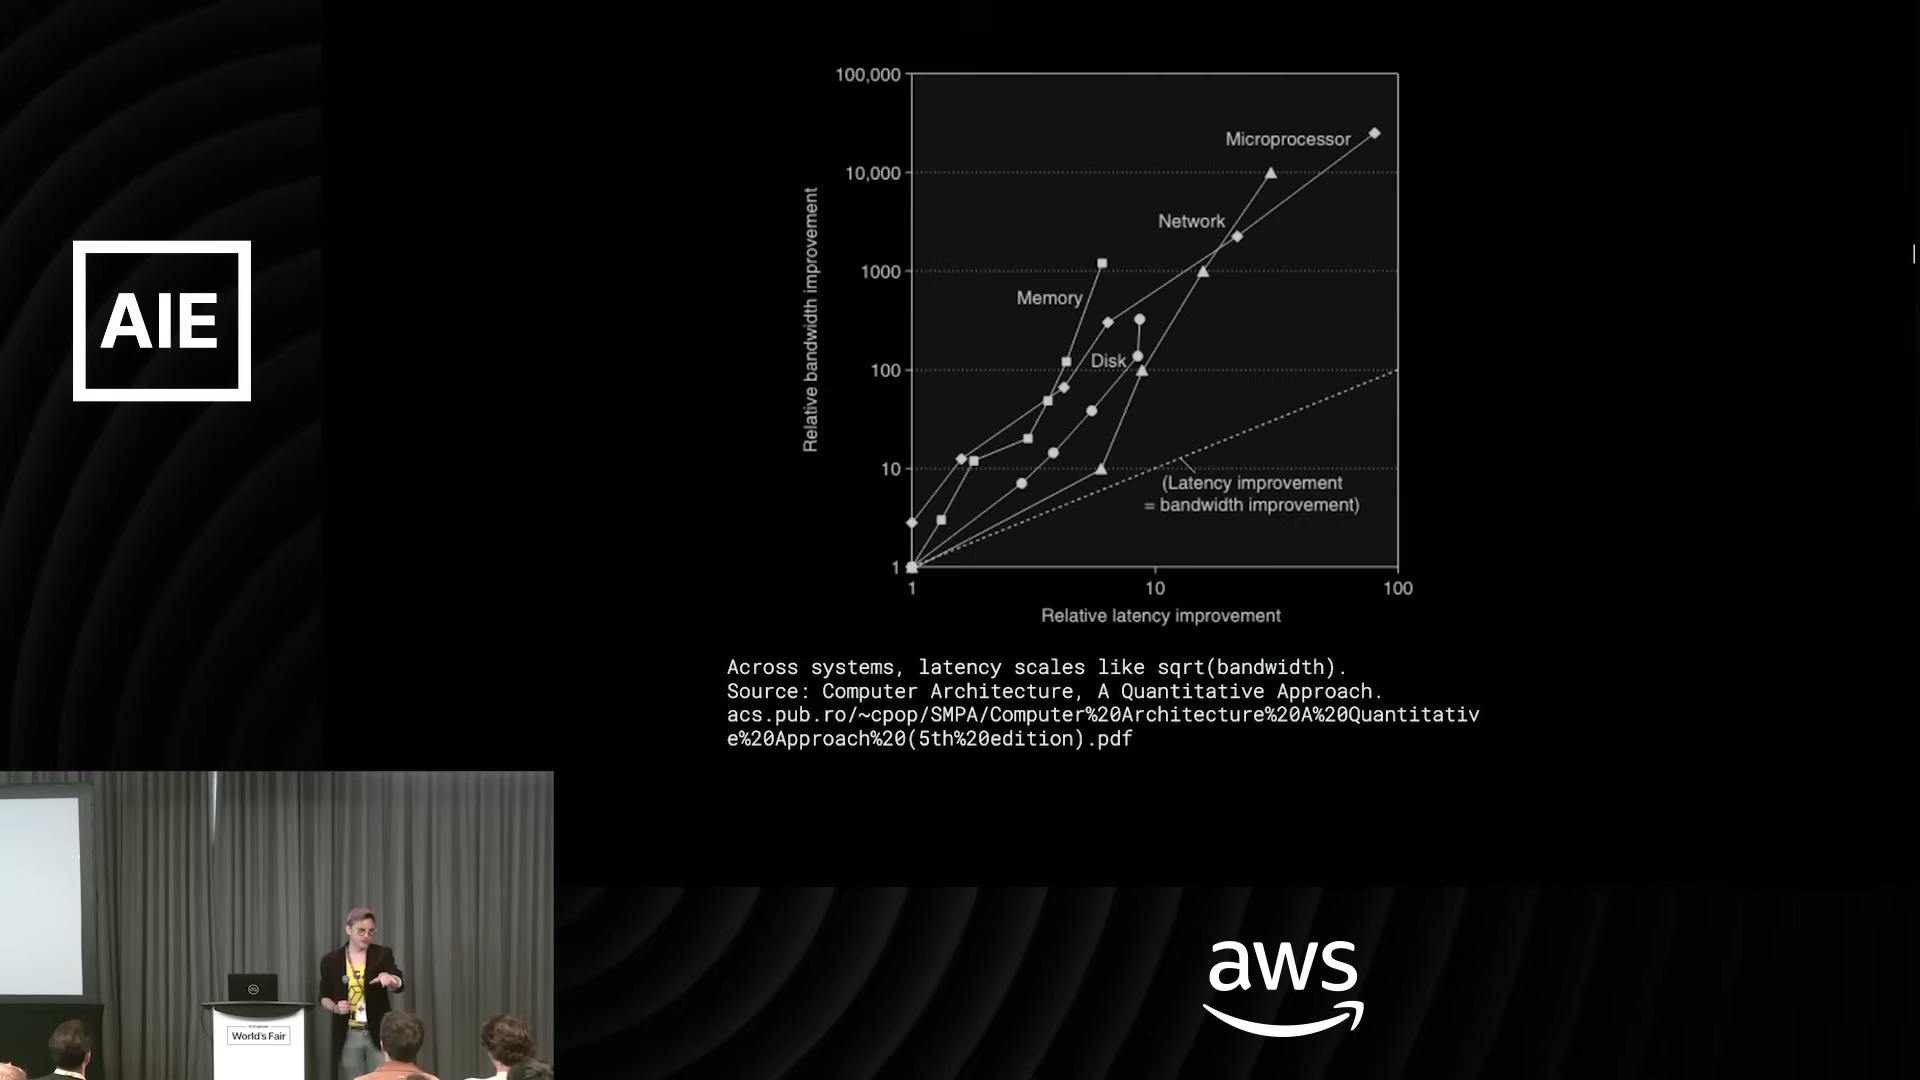 AIE
100,000
10,000
1000
100
10
1
1
10
100
Relative bandwidth improvement
Relative latency improvement
Microprocessor
Network
Memory
Disk
(Latency improvement
= bandwidth improvement)
Across systems, latency scales like sqrt(bandwidth).
Source: Computer Architecture, A Quantitative Approach.
acs.pub.ro/~cpop/SMPA/Computer%20Architecture%20A%20Quantitativ
e%20Approach%20(5th%20edition).pdf
World's Fair
aws